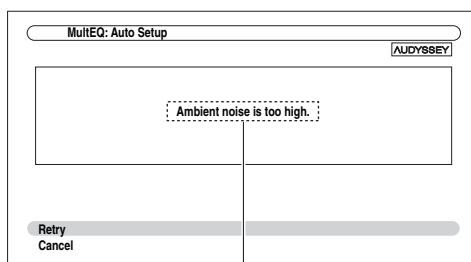 MultEQ: Auto Setup
AUDYSSEY
Ambient noise is too high.
Retry
Cancel